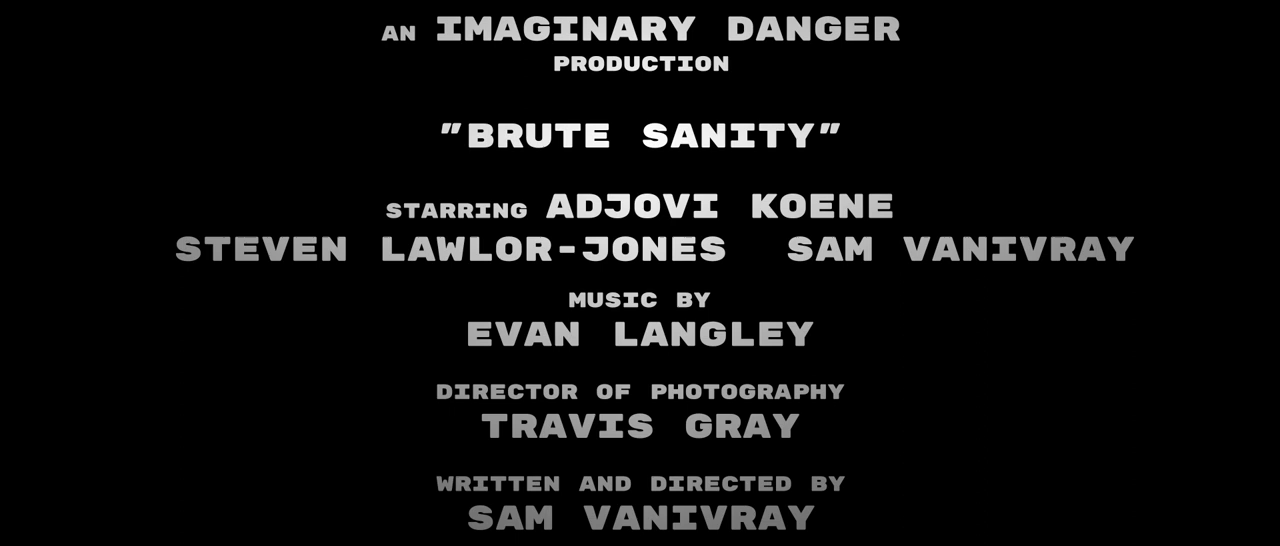 AN IMAGINARY DANGER
PRODUCTION
"BRUTE SANITY"
STARRING ADJOVI KOENE
STEVEN LAWLOR-JONES SAM VANIVRAY
MUSIC BY
EVAN LANGLEY
DIRECTOR OF PHOTOGRAPHY
TRAVIS GRAY
WRITTEN AND DIRECTED BY
SAM VANIVRAY